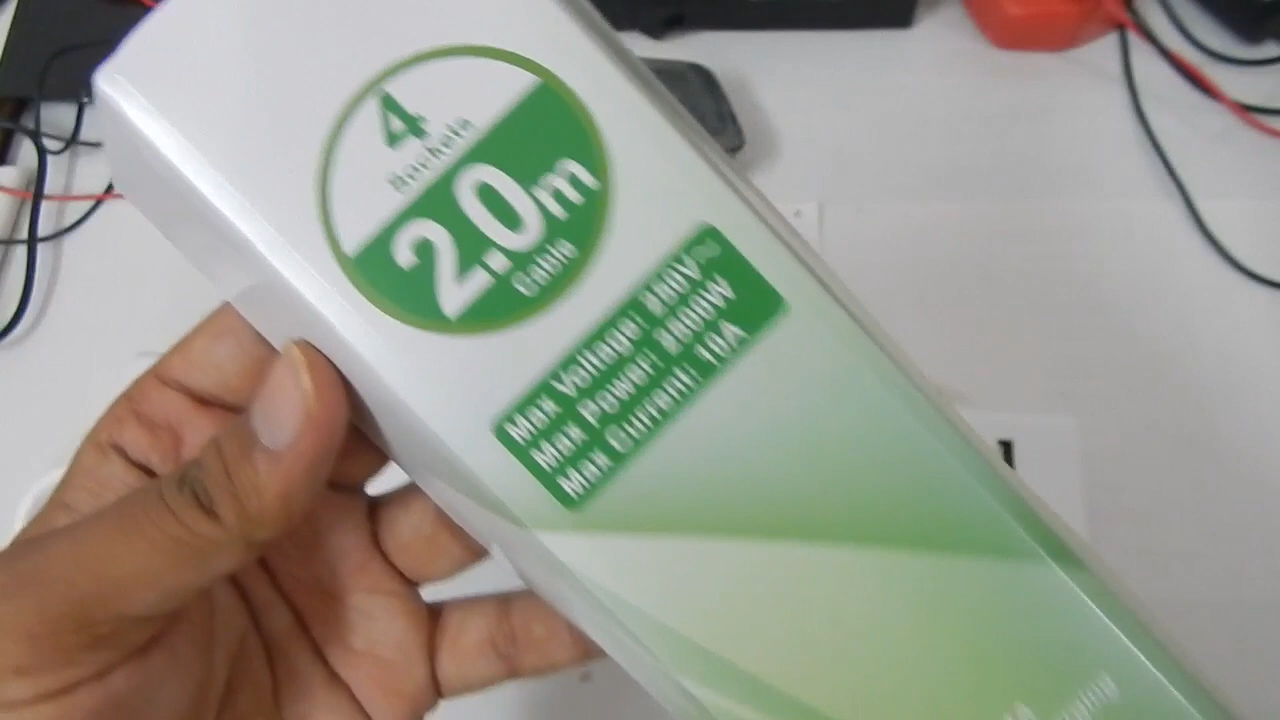 4
Sockets
2.0m
Cable
Max Voltage: 250V~
Max Power: 2500W
Max Current: 10A